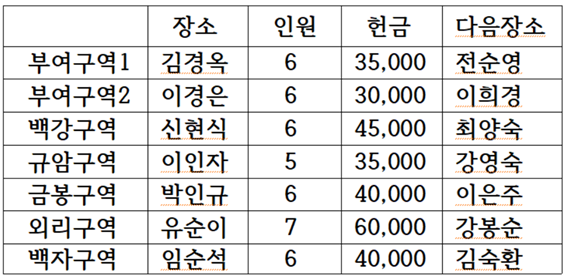 장소 인원 헌금 다음장소
부여구역1 김경옥 6 35,000 전순영
부여구역2 이경은 6 30,000 이희경
백강구역 신현식 6 45,000 최양숙
규암구역 이인자 5 35,000 강영숙
금봉구역 박인규 6 40,000 이은주
외리구역 유순이 7 60,000 강봉순
백자구역 임순석 6 40,000 김숙환